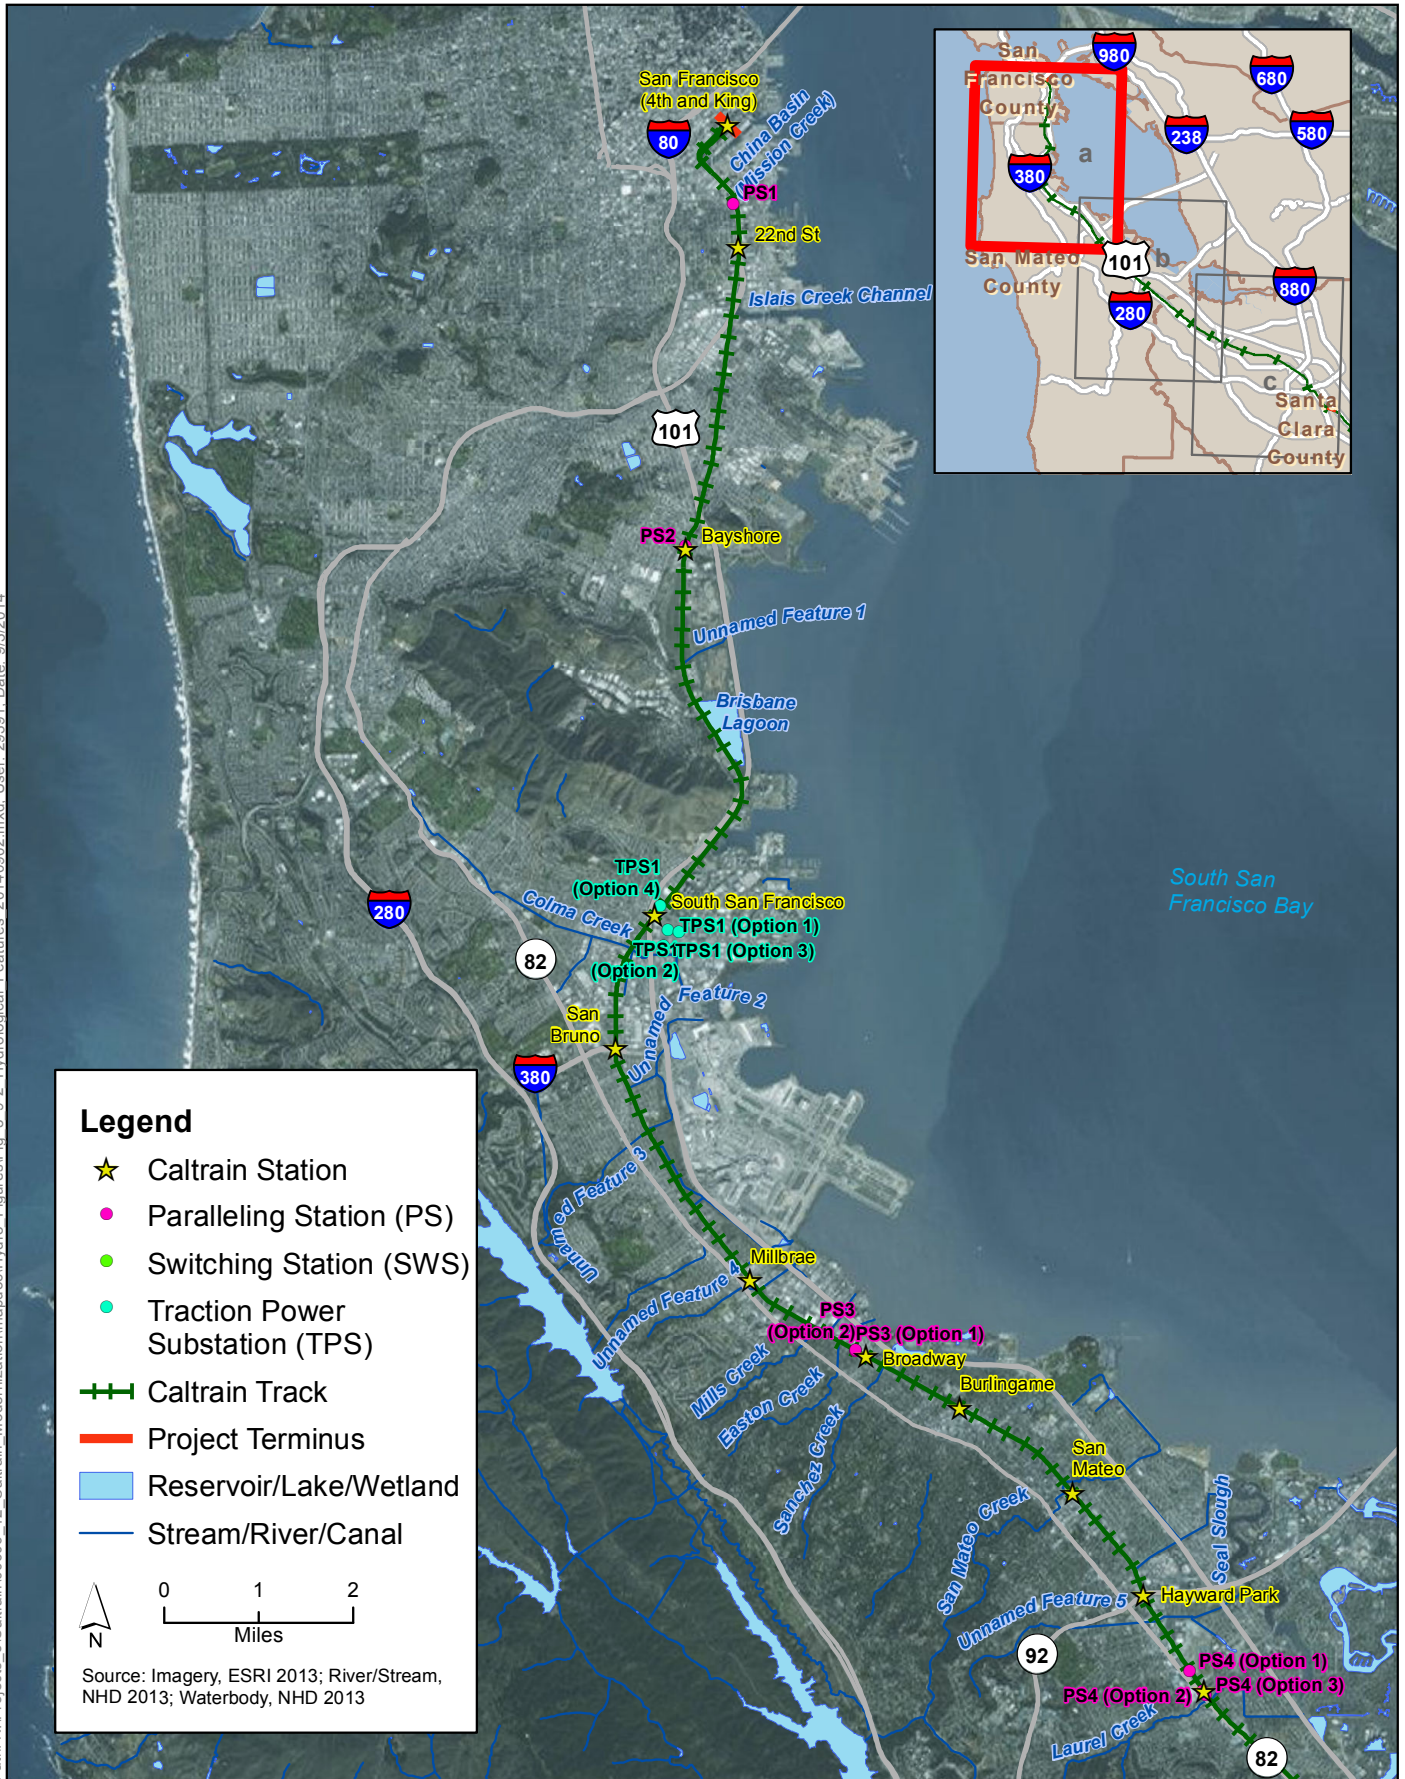 San Francisco
(4th and King)
80
China Basin
(Mission Creek)
PS1
22nd St
Islais Creek Channel
101
PS2
Bayshore
Unnamed Feature 1
Brisbane
Lagoon
TPS1
(Option 4)
South San Francisco
Colma Creek
TPS1 (Option 1)
TPS1
TPS1 (Option 3)
(Option 2)
280
82
San
Bruno
Unnamed Feature 2
380
South San
Francisco Bay
Unnamed Feature 3
Millbrae
Unnamed Feature 4
PS3
(Option 2)
PS3 (Option 1)
Broadway
Mills Creek
Easton Creek
Burlingame
Sanchez Creek
San
Mateo
San Mateo Creek
Seal Slough
Hayward Park
Unnamed Feature 5
92
PS4 (Option 1)
PS4 (Option 3)
PS4 (Option 2)
Laurel Creek
82
San
Francisco
County
980
680
238
580
a
380
San Mateo
County
101
b
880
280
c
Santa
Clara
County
Legend
Caltrain Station
Paralleling Station (PS)
Switching Station (SWS)
Traction Power
Substation (TPS)
Caltrain Track
Project Terminus
Reservoir/Lake/Wetland
Stream/River/Canal
0 1 2
Miles
N
Source: Imagery, ESRI 2013; River/Stream,
NHD 2013; Waterbody, NHD 2013